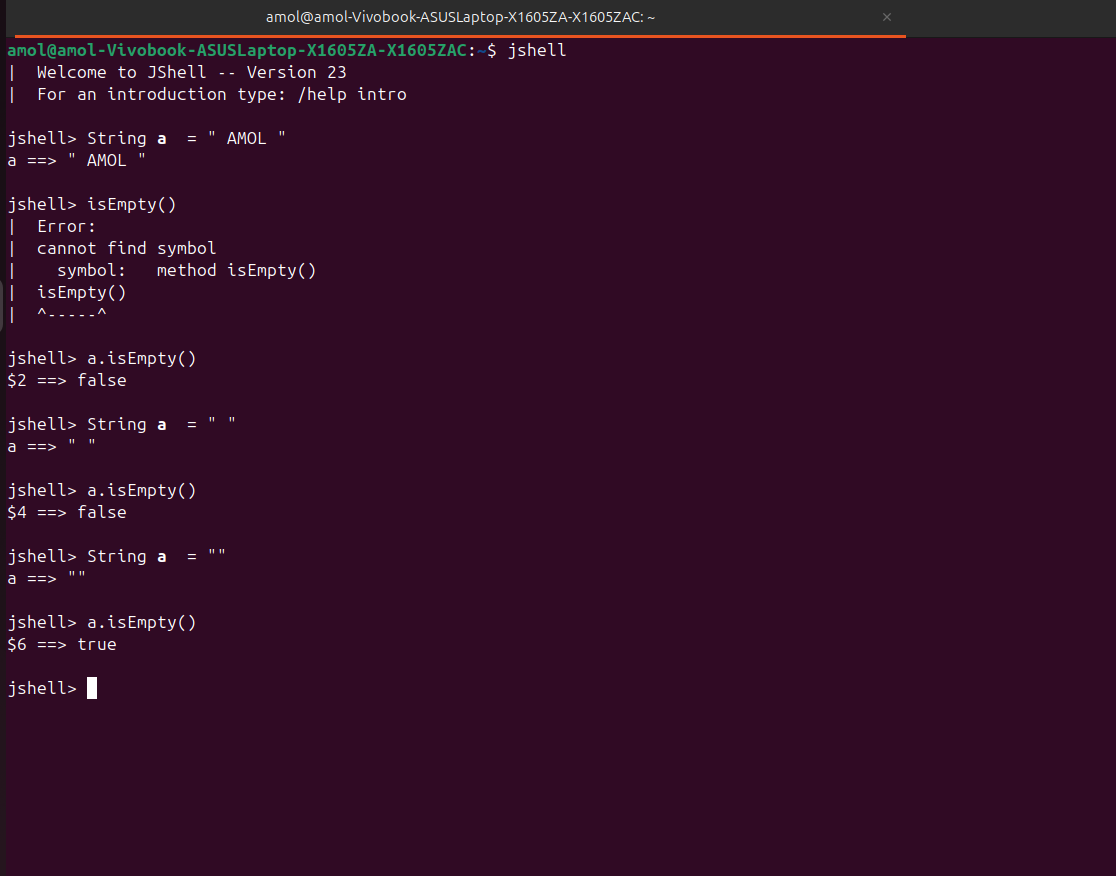 amol@amol-Vivobook-ASUSLaptop-X1605ZA-X1605ZAC: ~ ×
amol@amol-Vivobook-ASUSLaptop-X1605ZA-X1605ZAC:~$ jshell
|  Welcome to JShell -- Version 23
|  For an introduction type: /help intro
jshell> String a  = " AMOL "
a ==> " AMOL "
jshell> isEmpty()
|  Error:
|  cannot find symbol
|    symbol:   method isEmpty()
|  isEmpty()
|  ^-----^
jshell> a.isEmpty()
$2 ==> false
jshell> String a  = " "
a ==> " "
jshell> a.isEmpty()
$4 ==> false
jshell> String a  = ""
a ==> ""
jshell> a.isEmpty()
$6 ==> true
jshell>